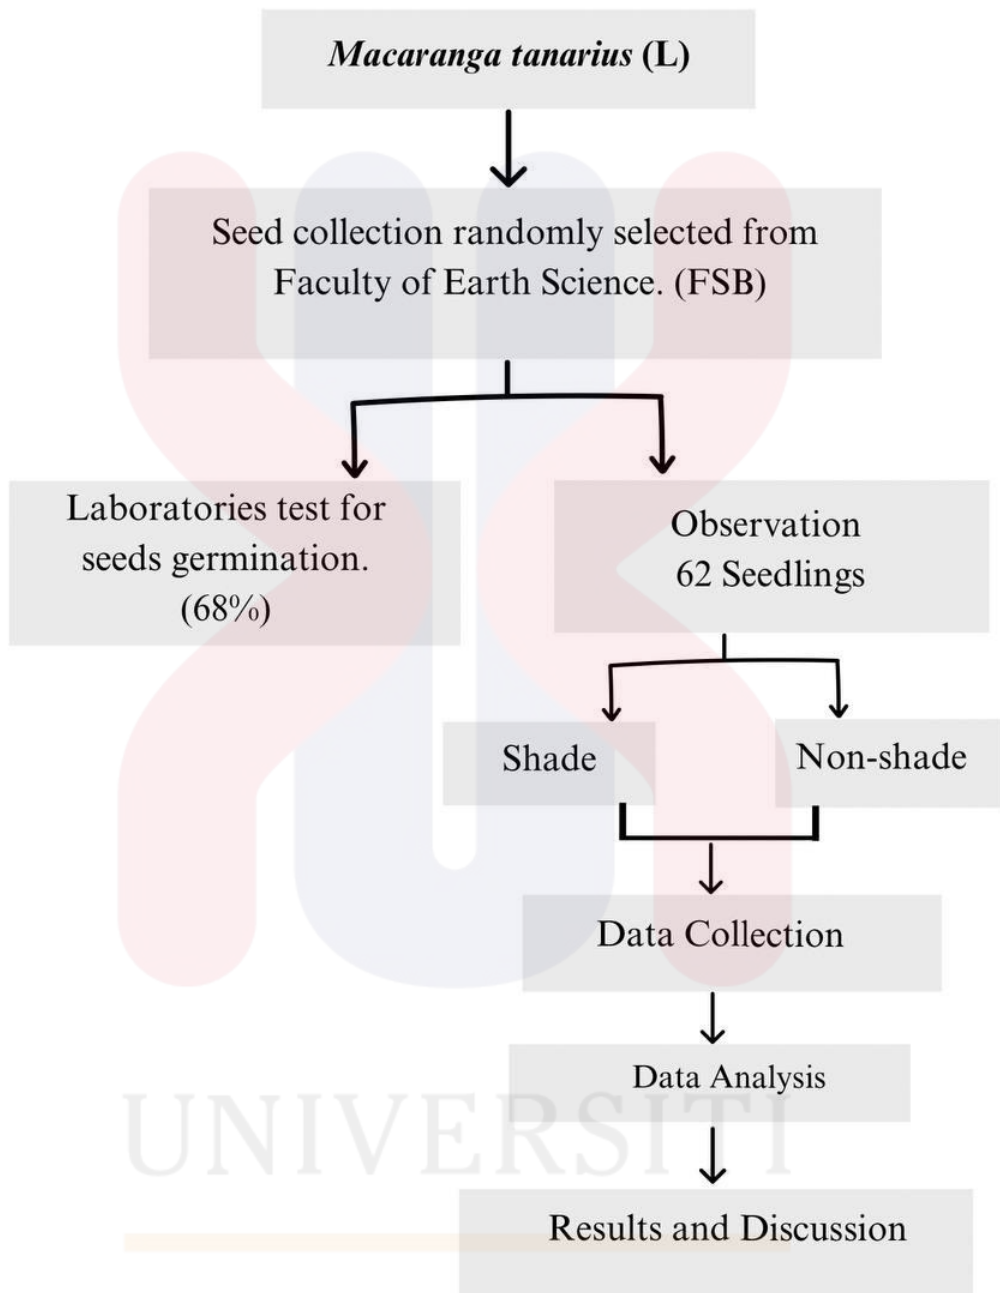 Macaranga tanarius (L)
Seed collection randomly selected from
Faculty of Earth Science. (FSB)
Laboratories test for
seeds germination.
(68%)
Observation
62 Seedlings
Shade
Non-shade
Data Collection
Data Analysis
UNIVERSITI
Results and Discussion